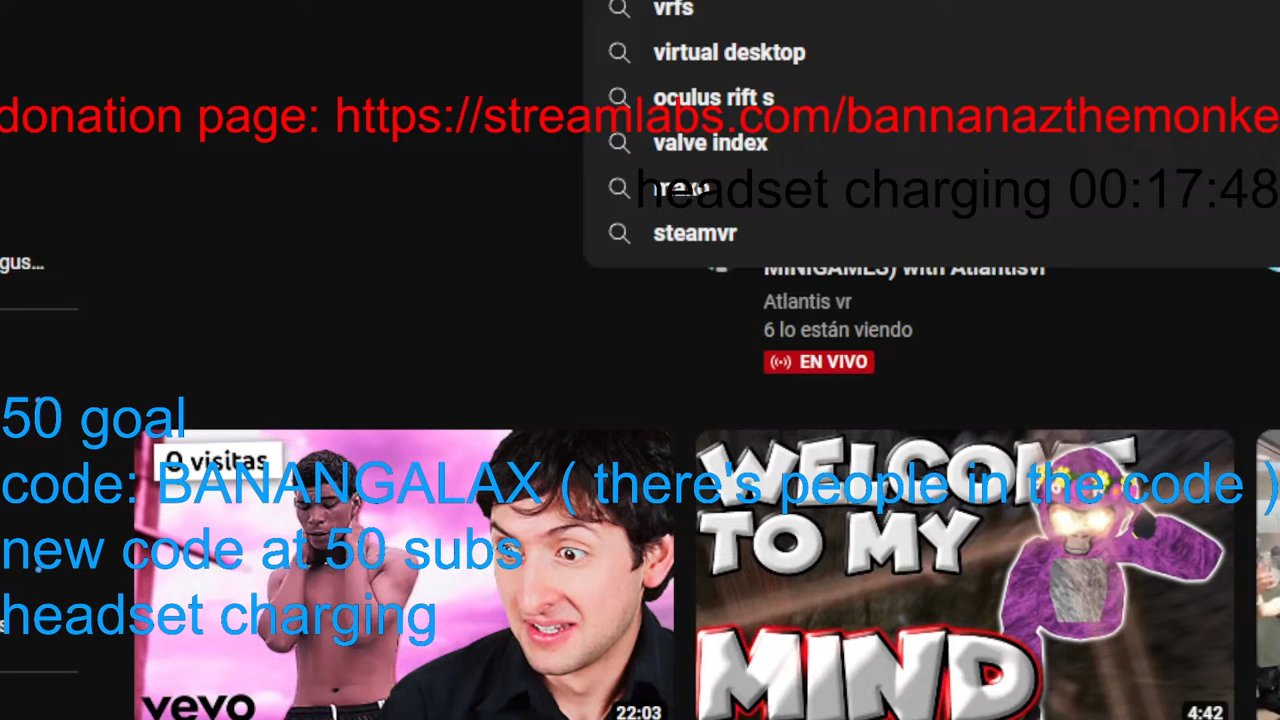 vrfs
virtual desktop
oculus rift s
donation page: https://streamlabs.com/bannanazthemonke
valve index
headset charging 00:17:48
steamvr
gus...
MINIGAMES) with Atlantisvr
Atlantis vr
6 lo están viendo
EN VIVO
50 goal
0 visitas
code: BANANGALAX ( there's people in the code )
new code at 50 subs
headset charging
WELCOME
TO MY
MIND
vevo
22:03
4:42